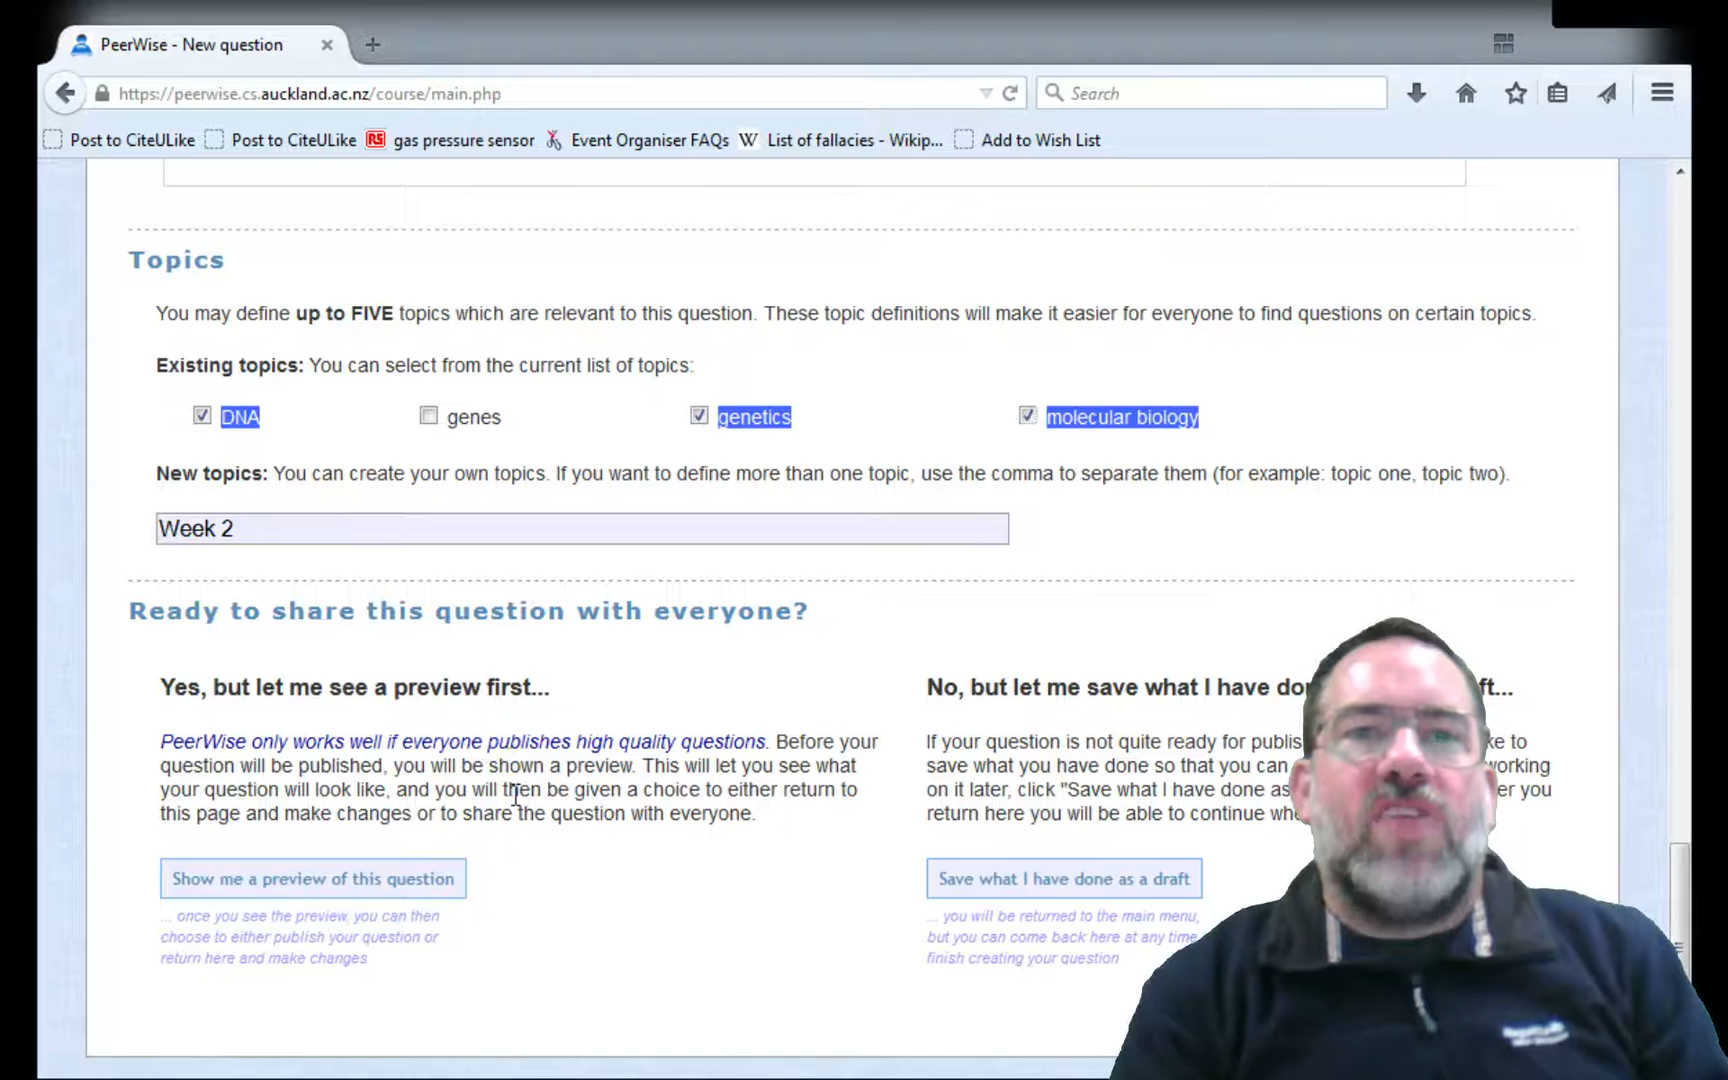 PeerWise - New question
https://peerwise.cs.auckland.ac.nz/course/main.php
Search
Post to CiteULike
Post to CiteULike
RS
gas pressure sensor
Event Organiser FAQs
W
List of fallacies - Wikip...
Add to Wish List
Topics
You may define up to FIVE topics which are relevant to this question. These topic definitions will make it easier for everyone to find questions on certain topics.
Existing topics: You can select from the current list of topics:
DNA
genes
genetics
molecular biology
New topics: You can create your own topics. If you want to define more than one topic, use the comma to separate them (for example: topic one, topic two).
Week 2
Ready to share this question with everyone?
Yes, but let me see a preview first...
PeerWise only works well if everyone publishes high quality questions. Before your
question will be published, you will be shown a preview. This will let you see what
your question will look like, and you will then be given a choice to either return to
this page and make changes or to share the question with everyone.
Show me a preview of this question
... once you see the preview, you can then
choose to either publish your question or
return here and make changes
No, but let me save what I have
If your question is not quite ready for to
save what you have done so that you can working
on it later, click "Save what I have done as you
return here you will be able to continue
Save what I have done as a draft
... you will be returned to the main menu,
but you can come back here at any time
finish creating your question